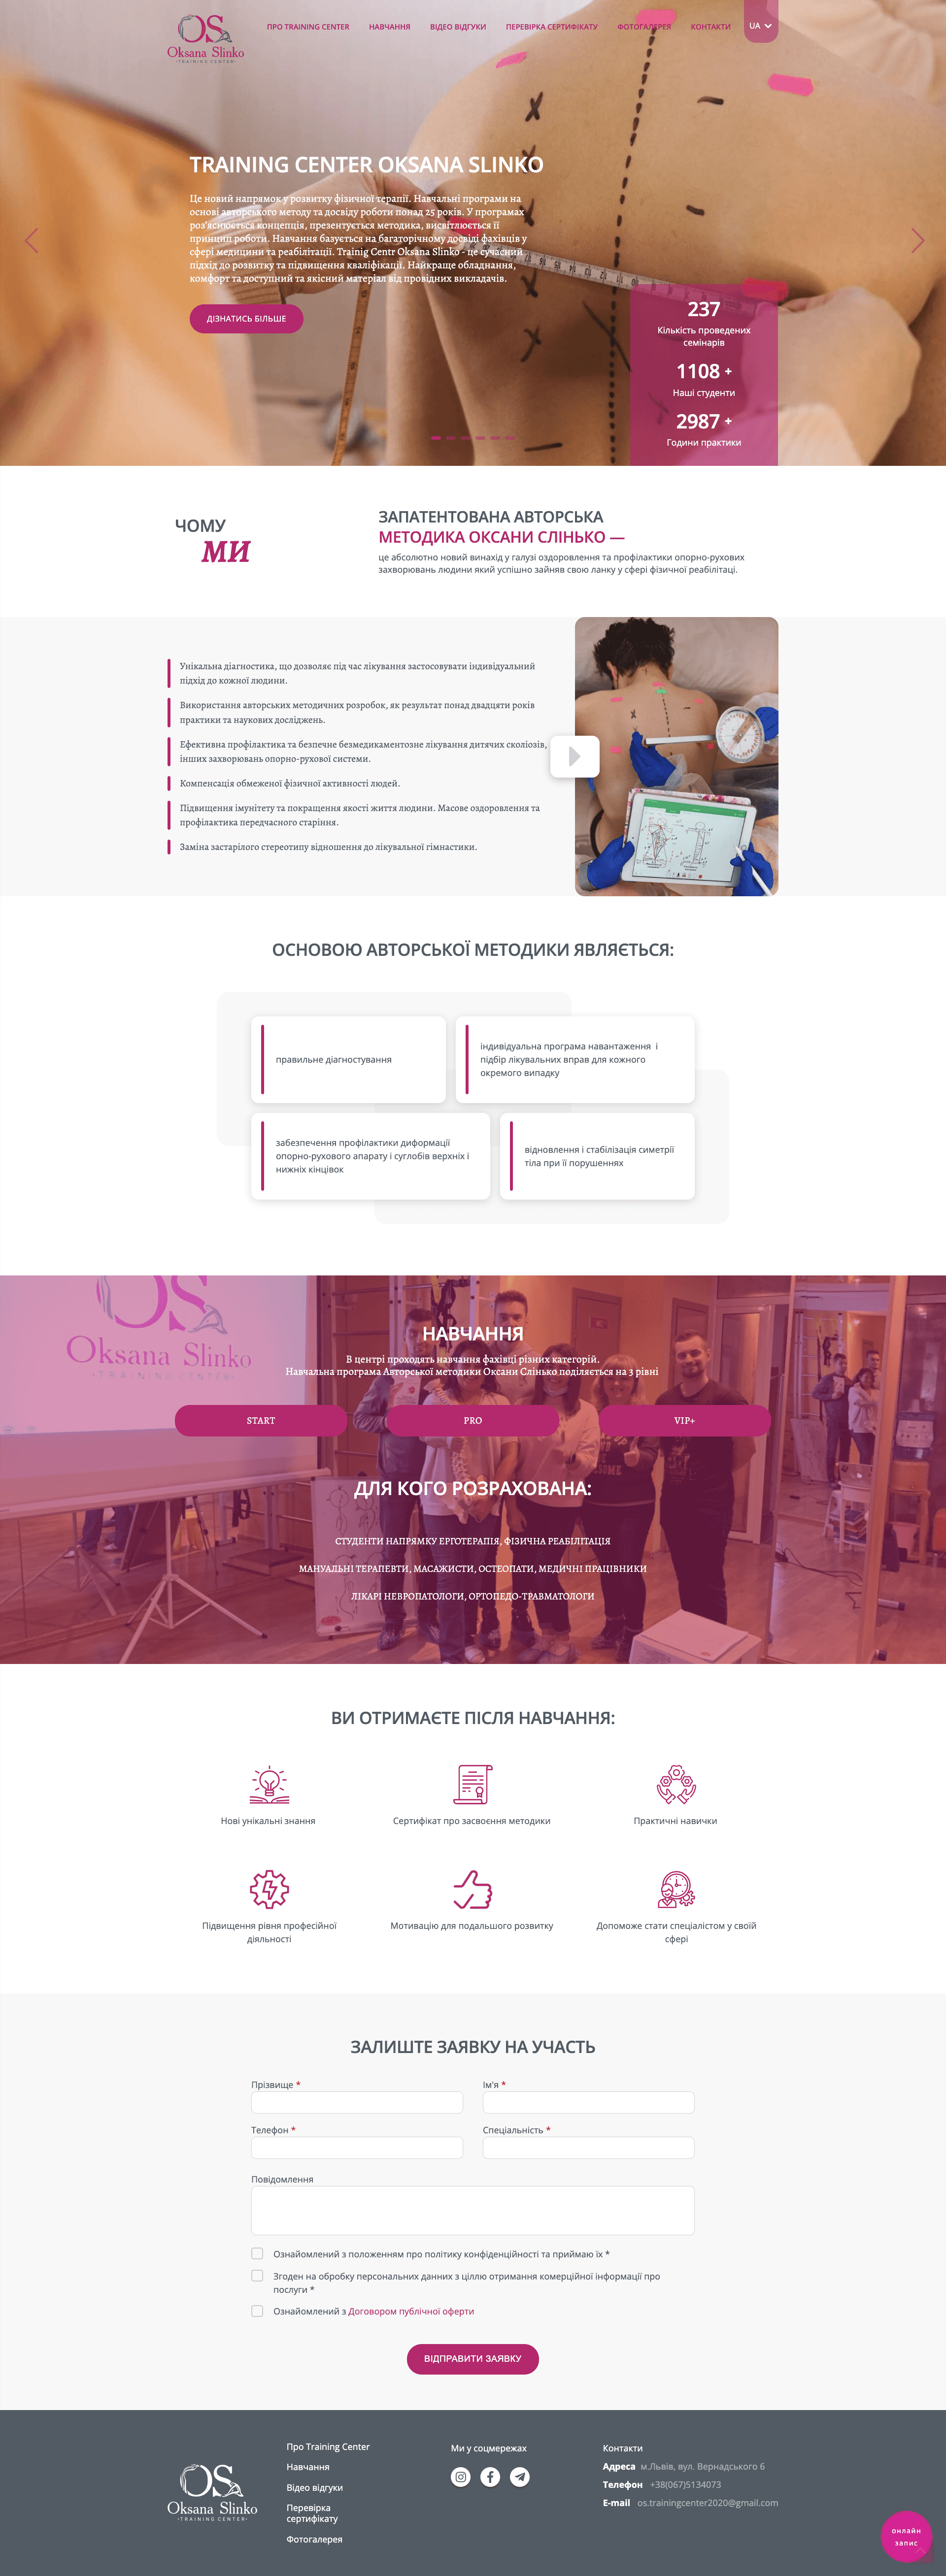 OS
Oksana Slinko
TRAINING CENTER
ПРО TRAINING CENTER
НАВЧАННЯ
ВІДЕО ВІДГУКИ
ПЕРЕВІРКА СЕРТИФІКАТУ
ФОТОГАЛЕРЕЯ
КОНТАКТИ
UA
TRAINING CENTER OKSANA SLINKO
Це новий напрямок у розвитку фізичної терапії. Навчальні програми на
основі авторського методу та досвіду роботи понад 25 років. У програмах
роз'яснюється концепція, презентується методика, висвітлюється її
принцип роботи. Навчання базується на багаторічному досвіді фахівців у
сфері медицини та реабілітації. Trainig Centr Oksana Slinko - це сучасний
підхід до розвитку та підвищення кваліфікації. Найкраще обладнання,
комфорт та доступний та якісний матеріал від провідних викладачів.
ДІЗНАТИСЬ БІЛЬШЕ
237
Кількість проведених
семінарів
1108 +
Наші студенти
2987 +
Години практики
ЧОМУ
МИ
ЗАПАТЕНТОВАНА АВТОРСЬКА
МЕТОДИКА ОКСАНИ СЛІНЬКО —
це абсолютно новий винахід у галузі оздоровлення та профілактики опорно-рухових
захворювань людини який успішно зайняв свою ланку у сфері фізичної реабілітаці.
Унікальна діагностика, що дозволяє під час лікування застосовувати індивідуальний
підхід до кожної людини.
Використання авторських методичних розробок, як результат понад двадцяти років
практики та наукових досліджень.
Ефективна профілактика та безпечне безмедикаментозне лікування дитячих сколіозів,
інших захворювань опорно-рухової системи.
Компенсація обмеженої фізичної активності людей.
Підвищення імунітету та покращення якості життя людини. Масове оздоровлення та
профілактика передчасного старіння.
Заміна застарілого стереотипу відношення до лікувальної гімнастики.
ОСНОВОЮ АВТОРСЬКОЇ МЕТОДИКИ ЯВЛЯЄТЬСЯ:
правильне діагностування
індивідуальна програма навантаження і
підбір лікувальних вправ для кожного
окремого випадку
забезпечення профілактики диформації
опорно-рухового апарату і суглобів верхніх і
нижніх кінцівок
відновлення і стабілізація симетрії
тіла при її порушеннях
OS
Oksana Slinko
TRAINING CENTER
НАВЧАННЯ
В центрі проходять навчання фахівці різних категорій.
Навчальна програма Авторської методики Оксани Слінько поділяється на 3 рівні
START
PRO
VIP+
ДЛЯ КОГО РОЗРАХОВАНА:
СТУДЕНТИ НАПРЯМКУ ЕРГОТЕРАПІЯ, ФІЗИЧНА РЕАБІЛІТАЦІЯ
МАНУАЛЬНІ ТЕРАПЕВТИ, МАСАЖИСТИ, ОСТЕОПАТИ, МЕДИЧНІ ПРАЦІВНИКИ
ЛІКАРІ НЕВРОПАТОЛОГИ, ОРТОПЕДО-ТРАВМАТОЛОГИ
ВИ ОТРИМАЄТЕ ПІСЛЯ НАВЧАННЯ:
Нові унікальні знання
Сертифікат про засвоєння методики
Практичні навички
Підвищення рівня професійної
діяльності
Мотивацію для подальшого розвитку
Допоможе стати спеціалістом у своїй
сфері
ЗАЛИШТЕ ЗАЯВКУ НА УЧАСТЬ
Прізвище *
Ім'я *
Телефон *
Спеціальність *
Повідомлення
Ознайомлений з положенням про політику конфіденційності та приймаю їх *
Згоден на обробку персональних данних з ціллю отримання комерційної інформації про
послуги *
Ознайомлений з Договором публічної оферти
ВІДПРАВИТИ ЗАЯВКУ
OS
Oksana Slinko
TRAINING CENTER
Про Training Center
Навчання
Відео відгуки
Перевірка
сертифікату
Фотогалерея
Ми у соцмережах
Контакти
Адреса м.Львів, вул. Вернадського 6
Телефон +38(067)5134073
E-mail os.trainingcenter2020@gmail.com
онлайн
запис